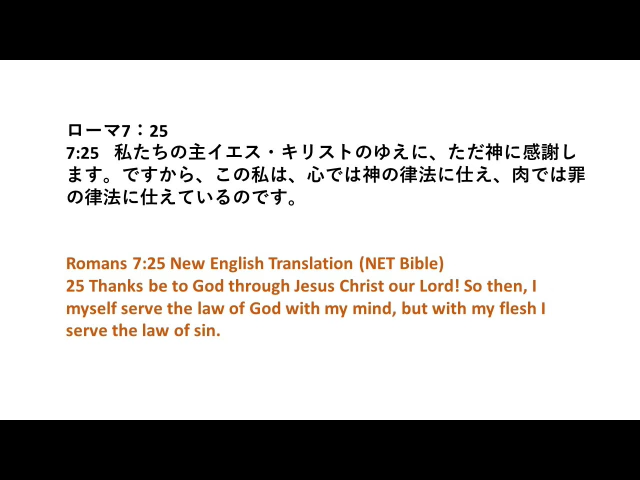 ローマ7：25
7:25　私たちの主イエス・キリストのゆえに、ただ神に感謝し
ます。ですから、この私は、心では神の律法に仕え、肉では罪
の律法に仕えているのです。
Romans 7:25 New English Translation (NET Bible)
25 Thanks be to God through Jesus Christ our Lord! So then, I
myself serve the law of God with my mind, but with my flesh I
serve the law of sin.